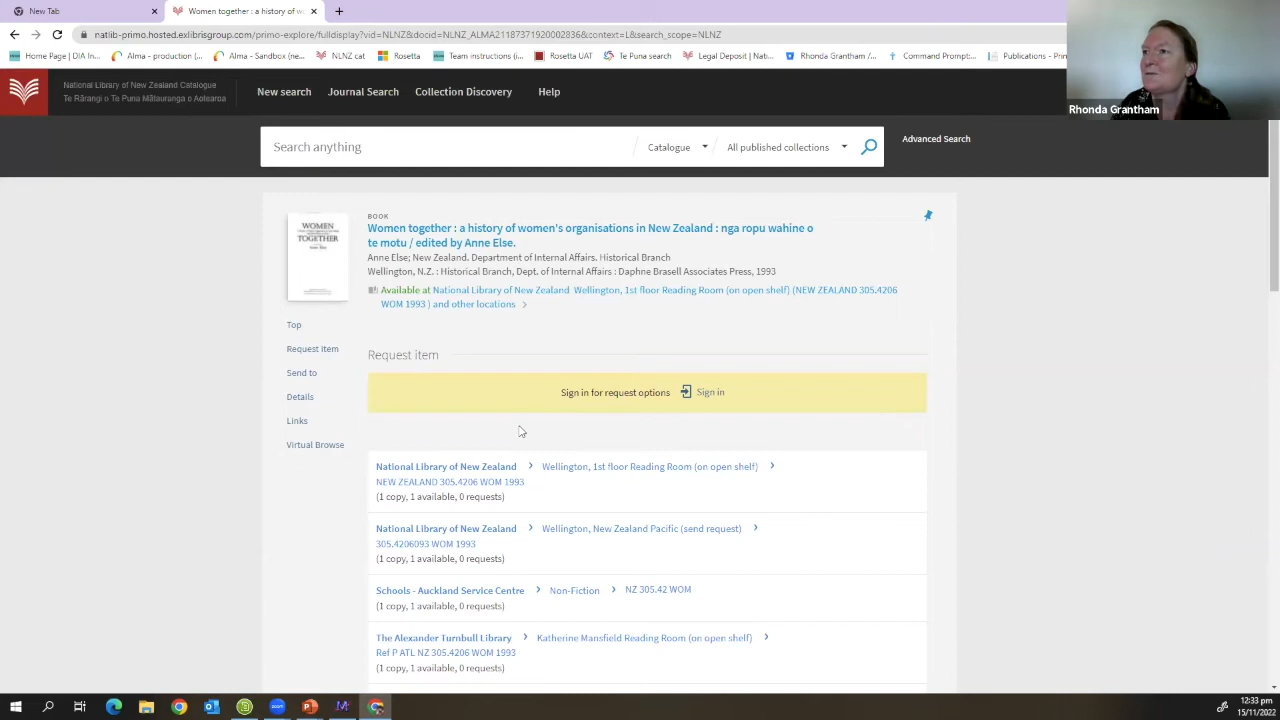 New Tab
Women together : a history of wo
natlib-primo.hosted.exlibrisgroup.com/primo-explore/fulldisplay?vid=NLNZ&docid=NLNZ_ALMA21187371920002836&context=L&search_scope=NLNZ
Home Page | DIA In...
Alma - production (...
Alma - Sandbox (ne...
NLNZ cat
Rosetta
Te Puna interloan m...
Rosetta UAT
Te Puna search
Legal Deposit | Nati...
Rhonda Grantham /...
Command Prompt:...
Publications - Prim
Rhonda Grantham
National Library of New Zealand Catalogue
Te Rārangi o Te Puna Mātauranga o Aotearoa
New search
Journal Search
Collection Discovery
Help
Search anything
Catalogue
All published collections
Advanced Search
WOMEN
TOGETHER
BOOK
Women together : a history of women's organisations in New Zealand : nga ropu wahine o
te motu / edited by Anne Else.
Anne Else; New Zealand. Department of Internal Affairs. Historical Branch
Wellington, N.Z. : Historical Branch, Dept. of Internal Affairs : Daphne Brasell Associates Press, 1993
Available at National Library of New Zealand Wellington, 1st floor Reading Room (on open shelf) (NEW ZEALAND 305.4206
WOM 1993 ) and other locations
Top
Request Item
Send to
Details
Links
Virtual Browse
Request item
Sign in for request options Sign in
National Library of New Zealand Wellington, 1st floor Reading Room (on open shelf)
NEW ZEALAND 305.4206 WOM 1993
(1 copy, 1 available, 0 requests)
National Library of New Zealand Wellington, New Zealand Pacific (send request)
305.4206093 WOM 1993
(1 copy, 1 available, 0 requests)
Schools - Auckland Service Centre Non-Fiction NZ 305.42 WOM
(1 copy, 1 available, 0 requests)
The Alexander Turnbull Library Katherine Mansfield Reading Room (on open shelf)
Ref P ATL NZ 305.4206 WOM 1993
(1 copy, 1 available, 0 requests)
12:33 pm
15/11/2022